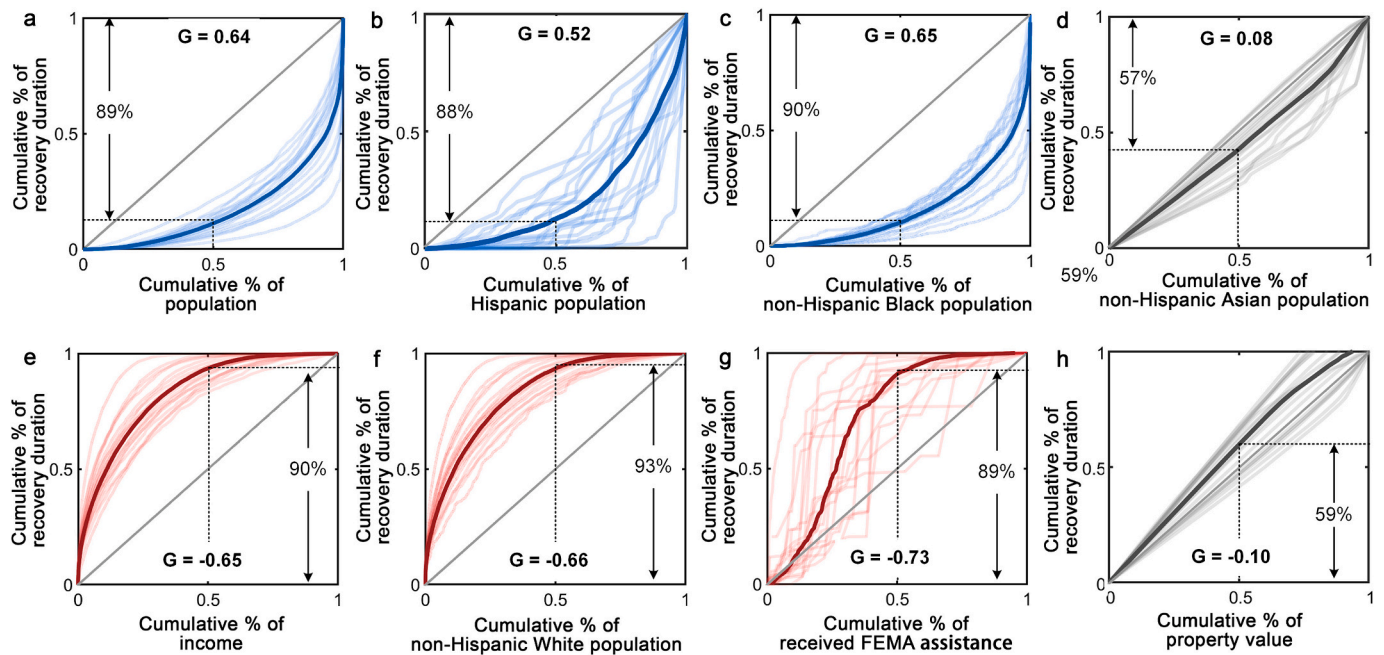 a
G = 0.64
89%
Cumulative % of
recovery duration
1
0.5
0
0
0.5
1
Cumulative % of
population
b
G = 0.52
88%
Cumulative % of
recovery duration
1
0.5
0
0
0.5
1
Cumulative % of
Hispanic population
c
G = 0.65
90%
Cumulative % of
recovery duration
1
0.5
0
0
0.5
1
Cumulative % of
non-Hispanic Black population
d
G = 0.08
57%
Cumulative % of
recovery duration
1
0.5
0
0
0.5
1
59%
Cumulative % of
non-Hispanic Asian population
e
G = -0.65
90%
Cumulative % of
recovery duration
1
0.5
0
0
0.5
1
Cumulative % of
income
f
G = -0.66
93%
Cumulative % of
recovery duration
1
0.5
0
0
0.5
1
Cumulative % of
non-Hispanic White population
g
G = -0.73
89%
Cumulative % of
recovery duration
1
0.5
0
0
0.5
1
Cumulative % of
received FEMA assistance
h
G = -0.10
59%
Cumulative % of
recovery duration
1
0.5
0
0
0.5
1
Cumulative % of
property value